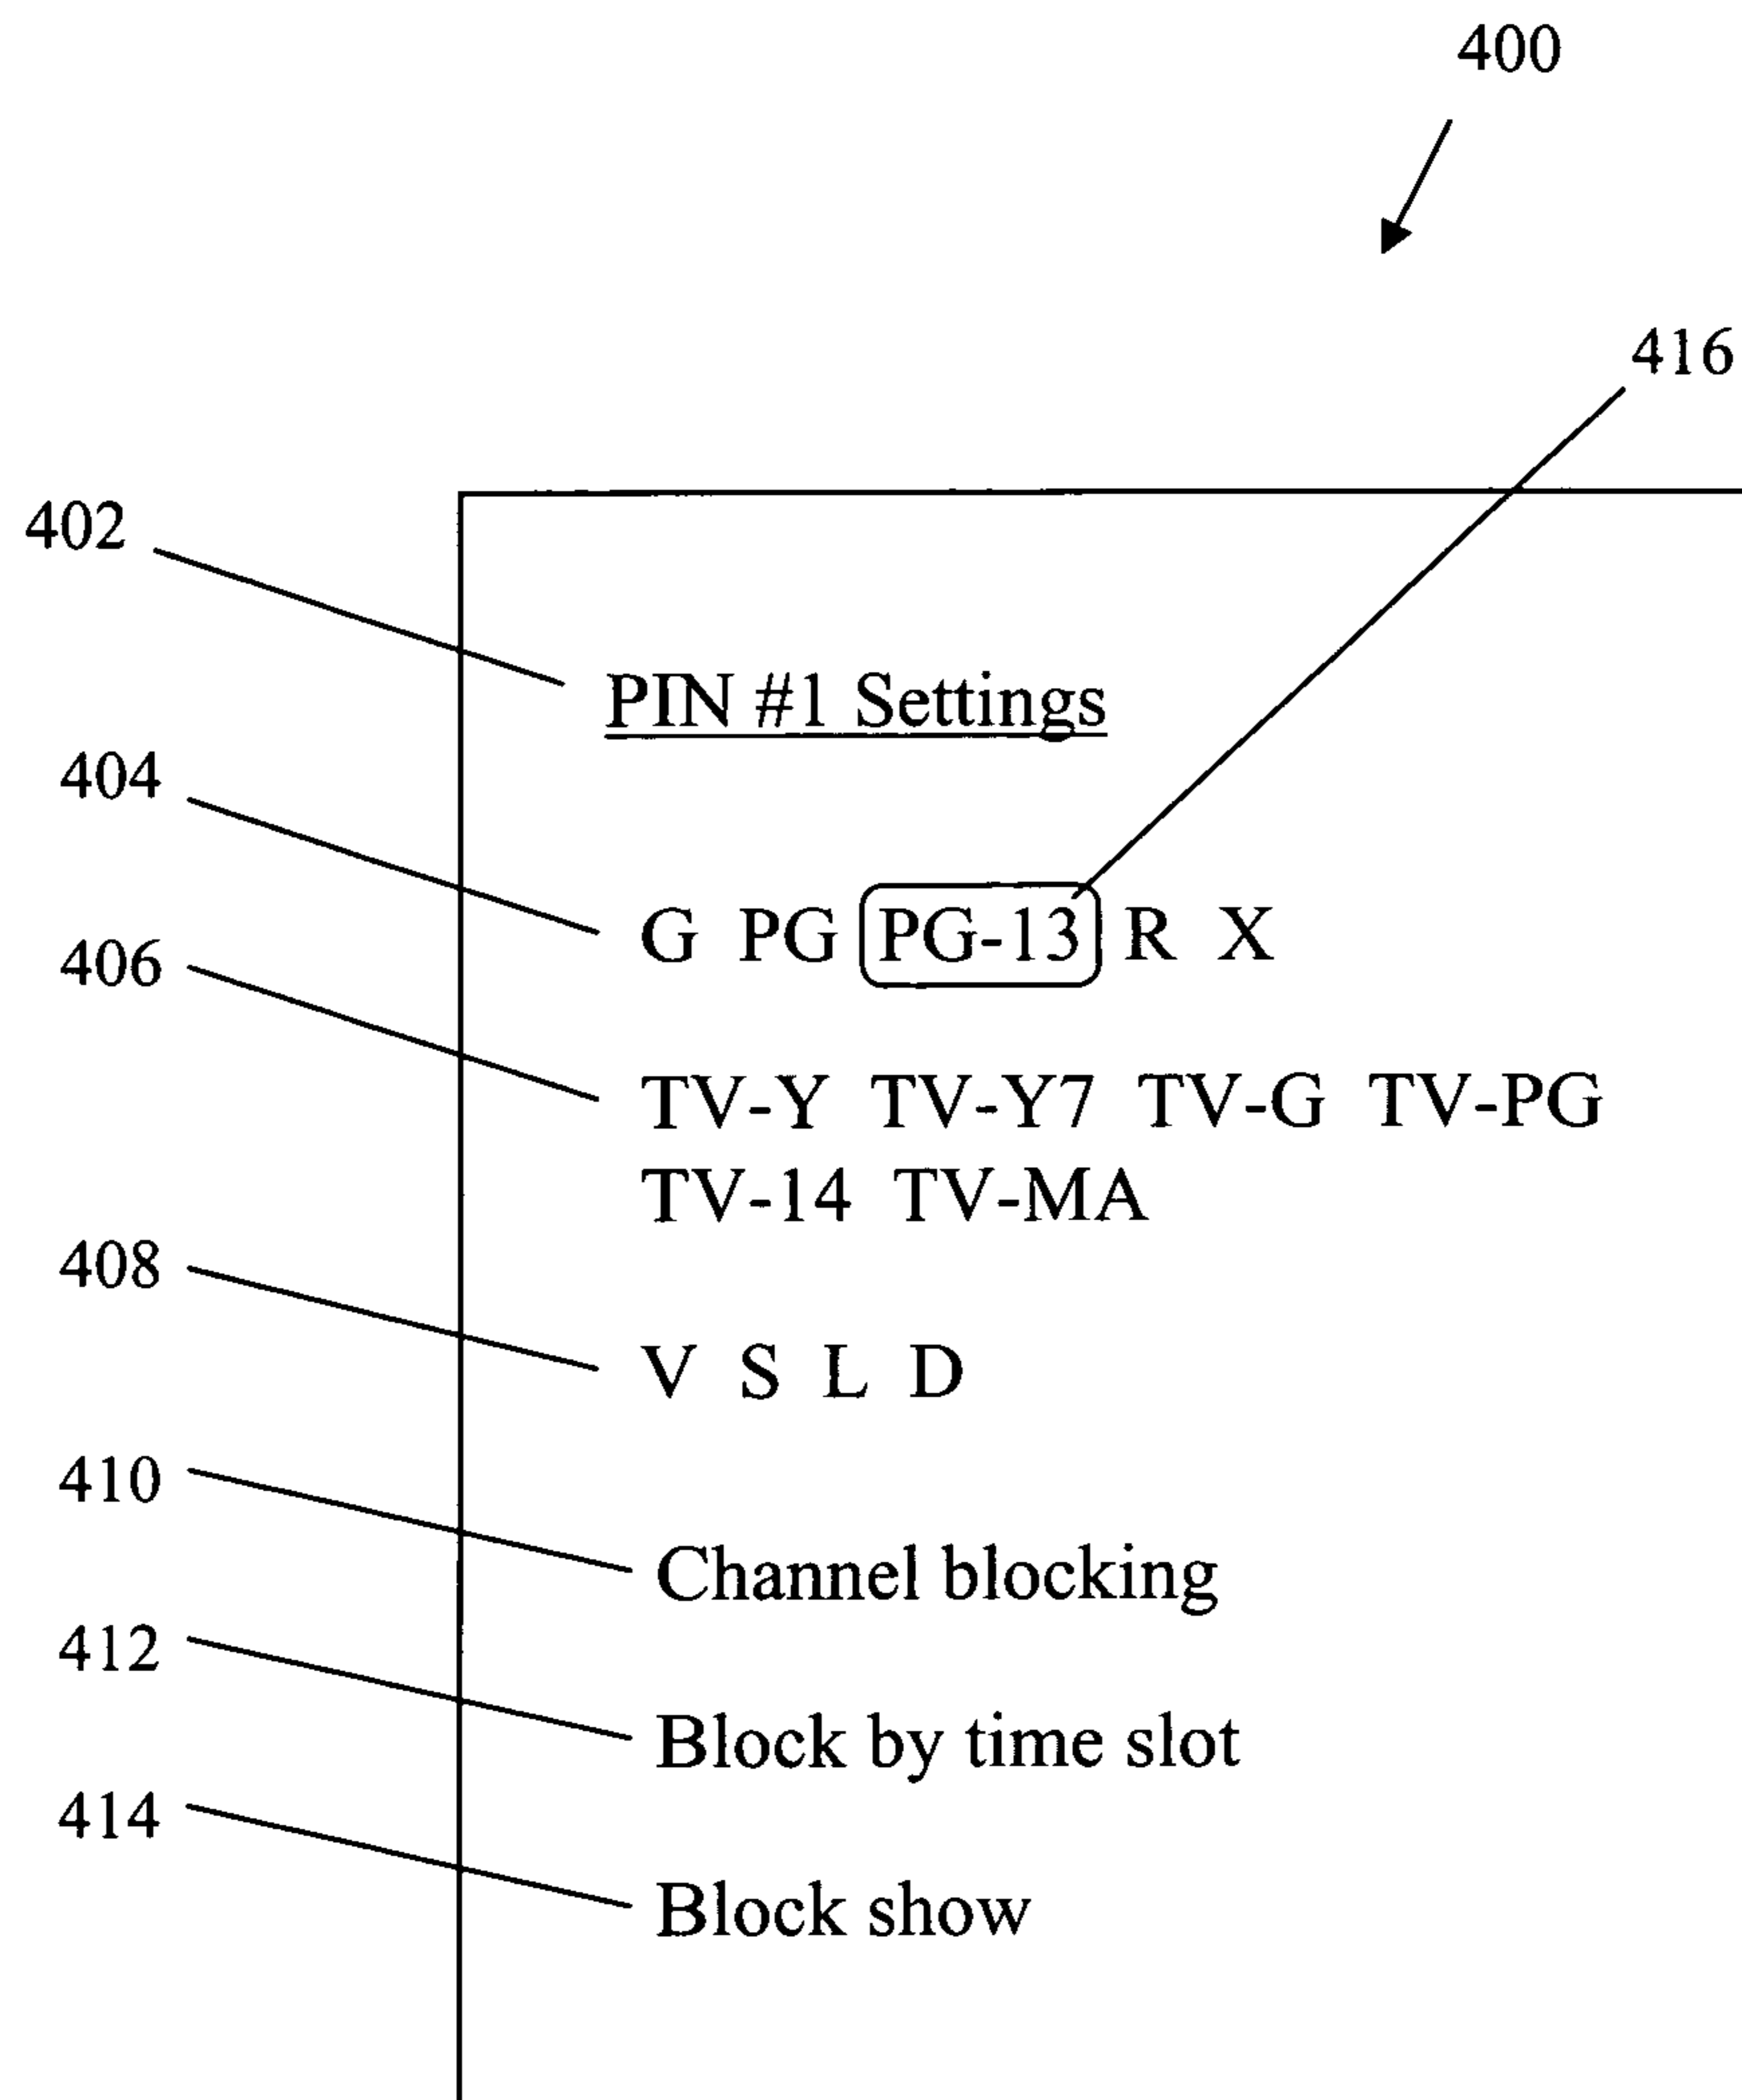 400
416
402
PIN #1 Settings
404
G PG PG-13 R X
406
TV-Y TV-Y7 TV-G TV-PG
TV-14 TV-MA
408
V S L D
410
Channel blocking
412
Block by time slot
414
Block show